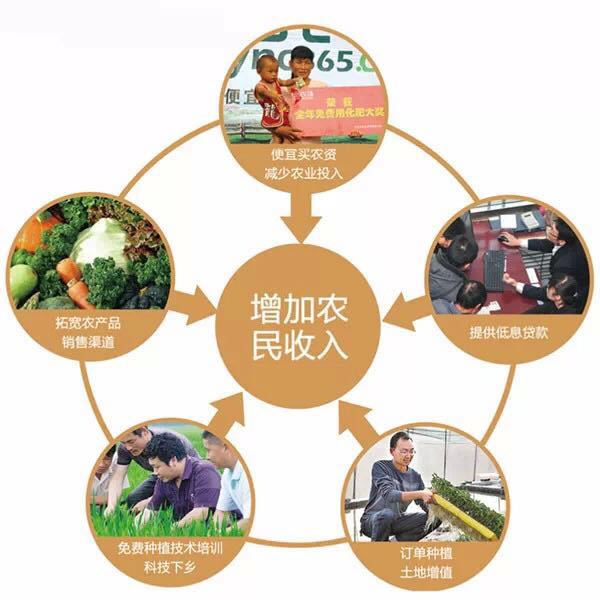 365.c
便宜
荣 获
全年免费用化肥大奖
便宜买农资
减少农业投入
拓宽农产品
销售渠道
增加农
民收入
提供低息贷款
免费种植技术培训
科技下乡
订单种植
土地增值